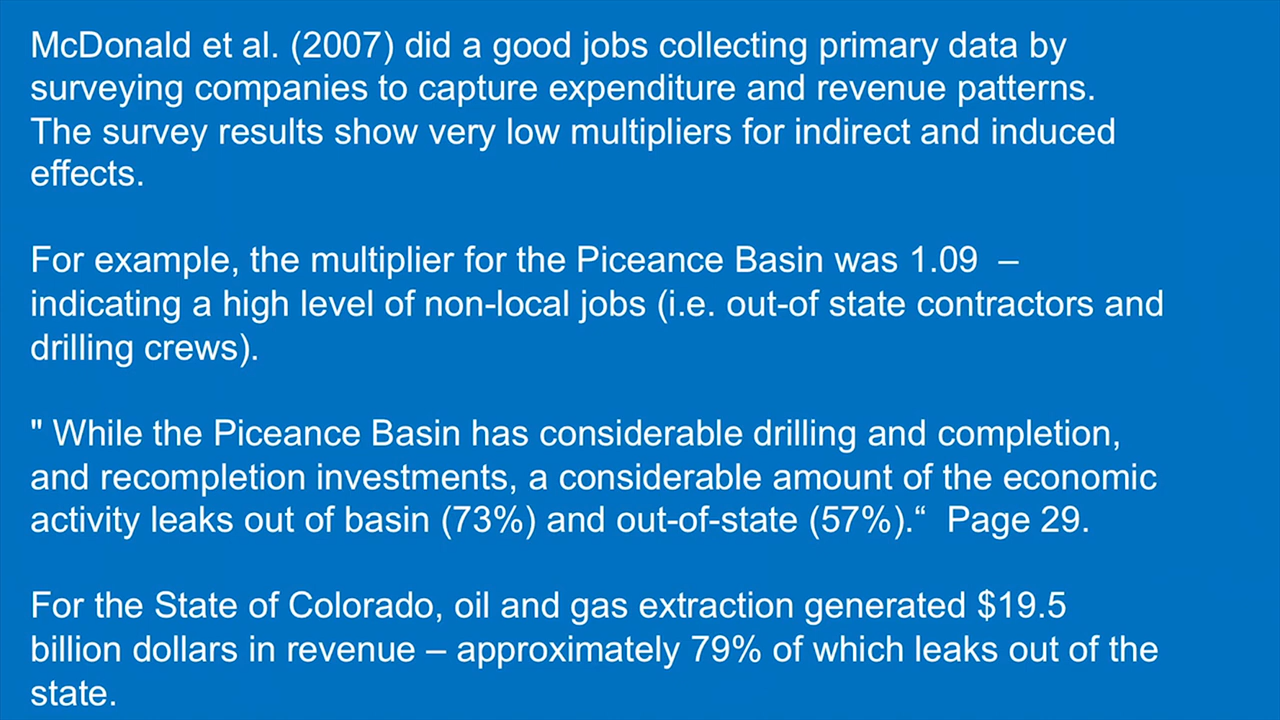 McDonald et al. (2007) did a good jobs collecting primary data by
surveying companies to capture expenditure and revenue patterns.
The survey results show very low multipliers for indirect and induced
effects.
For example, the multiplier for the Piceance Basin was 1.09  –
indicating a high level of non-local jobs (i.e. out-of state contractors and
drilling crews).
" While the Piceance Basin has considerable drilling and completion,
and recompletion investments, a considerable amount of the economic
activity leaks out of basin (73%) and out-of-state (57%).“  Page 29.
For the State of Colorado, oil and gas extraction generated $19.5
billion dollars in revenue – approximately 79% of which leaks out of the
state.